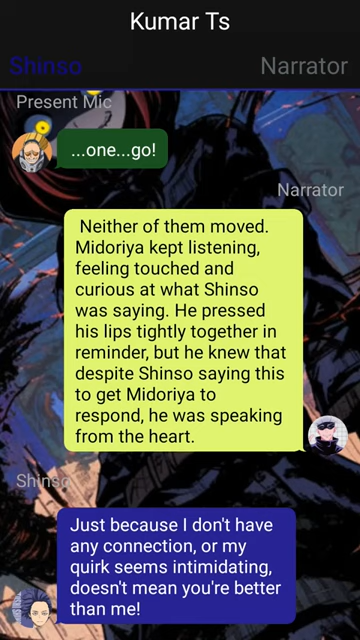 Kumar Ts
Shinso
Narrator
Present Mic
...one...go!
Narrator
Neither of them moved.
Midoriya kept listening,
feeling touched and
curious at what Shinso
was saying. He pressed
his lips tightly together in
reminder, but he knew that
despite Shinso saying this
to get Midoriya to
respond, he was speaking
from the heart.
Shinso
Just because I don't have
any connection, or my
quirk seems intimidating,
doesn't mean you're better
than me!